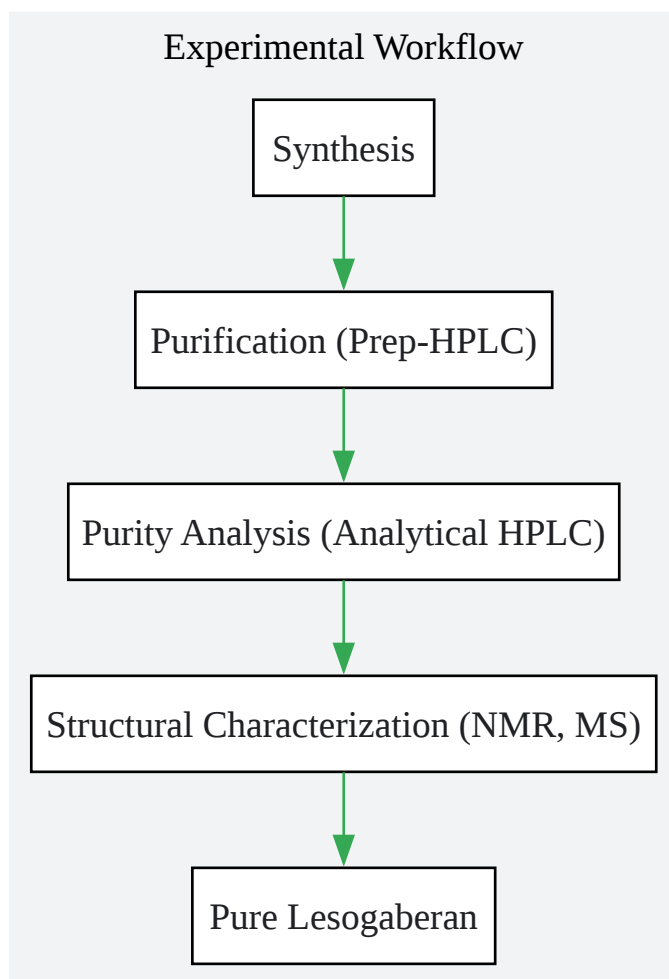 Experimental Workflow
Synthesis
Purification (Prep-HPLC)
Purity Analysis (Analytical HPLC)
Structural Characterization (NMR, MS)
Pure Lesogaberan